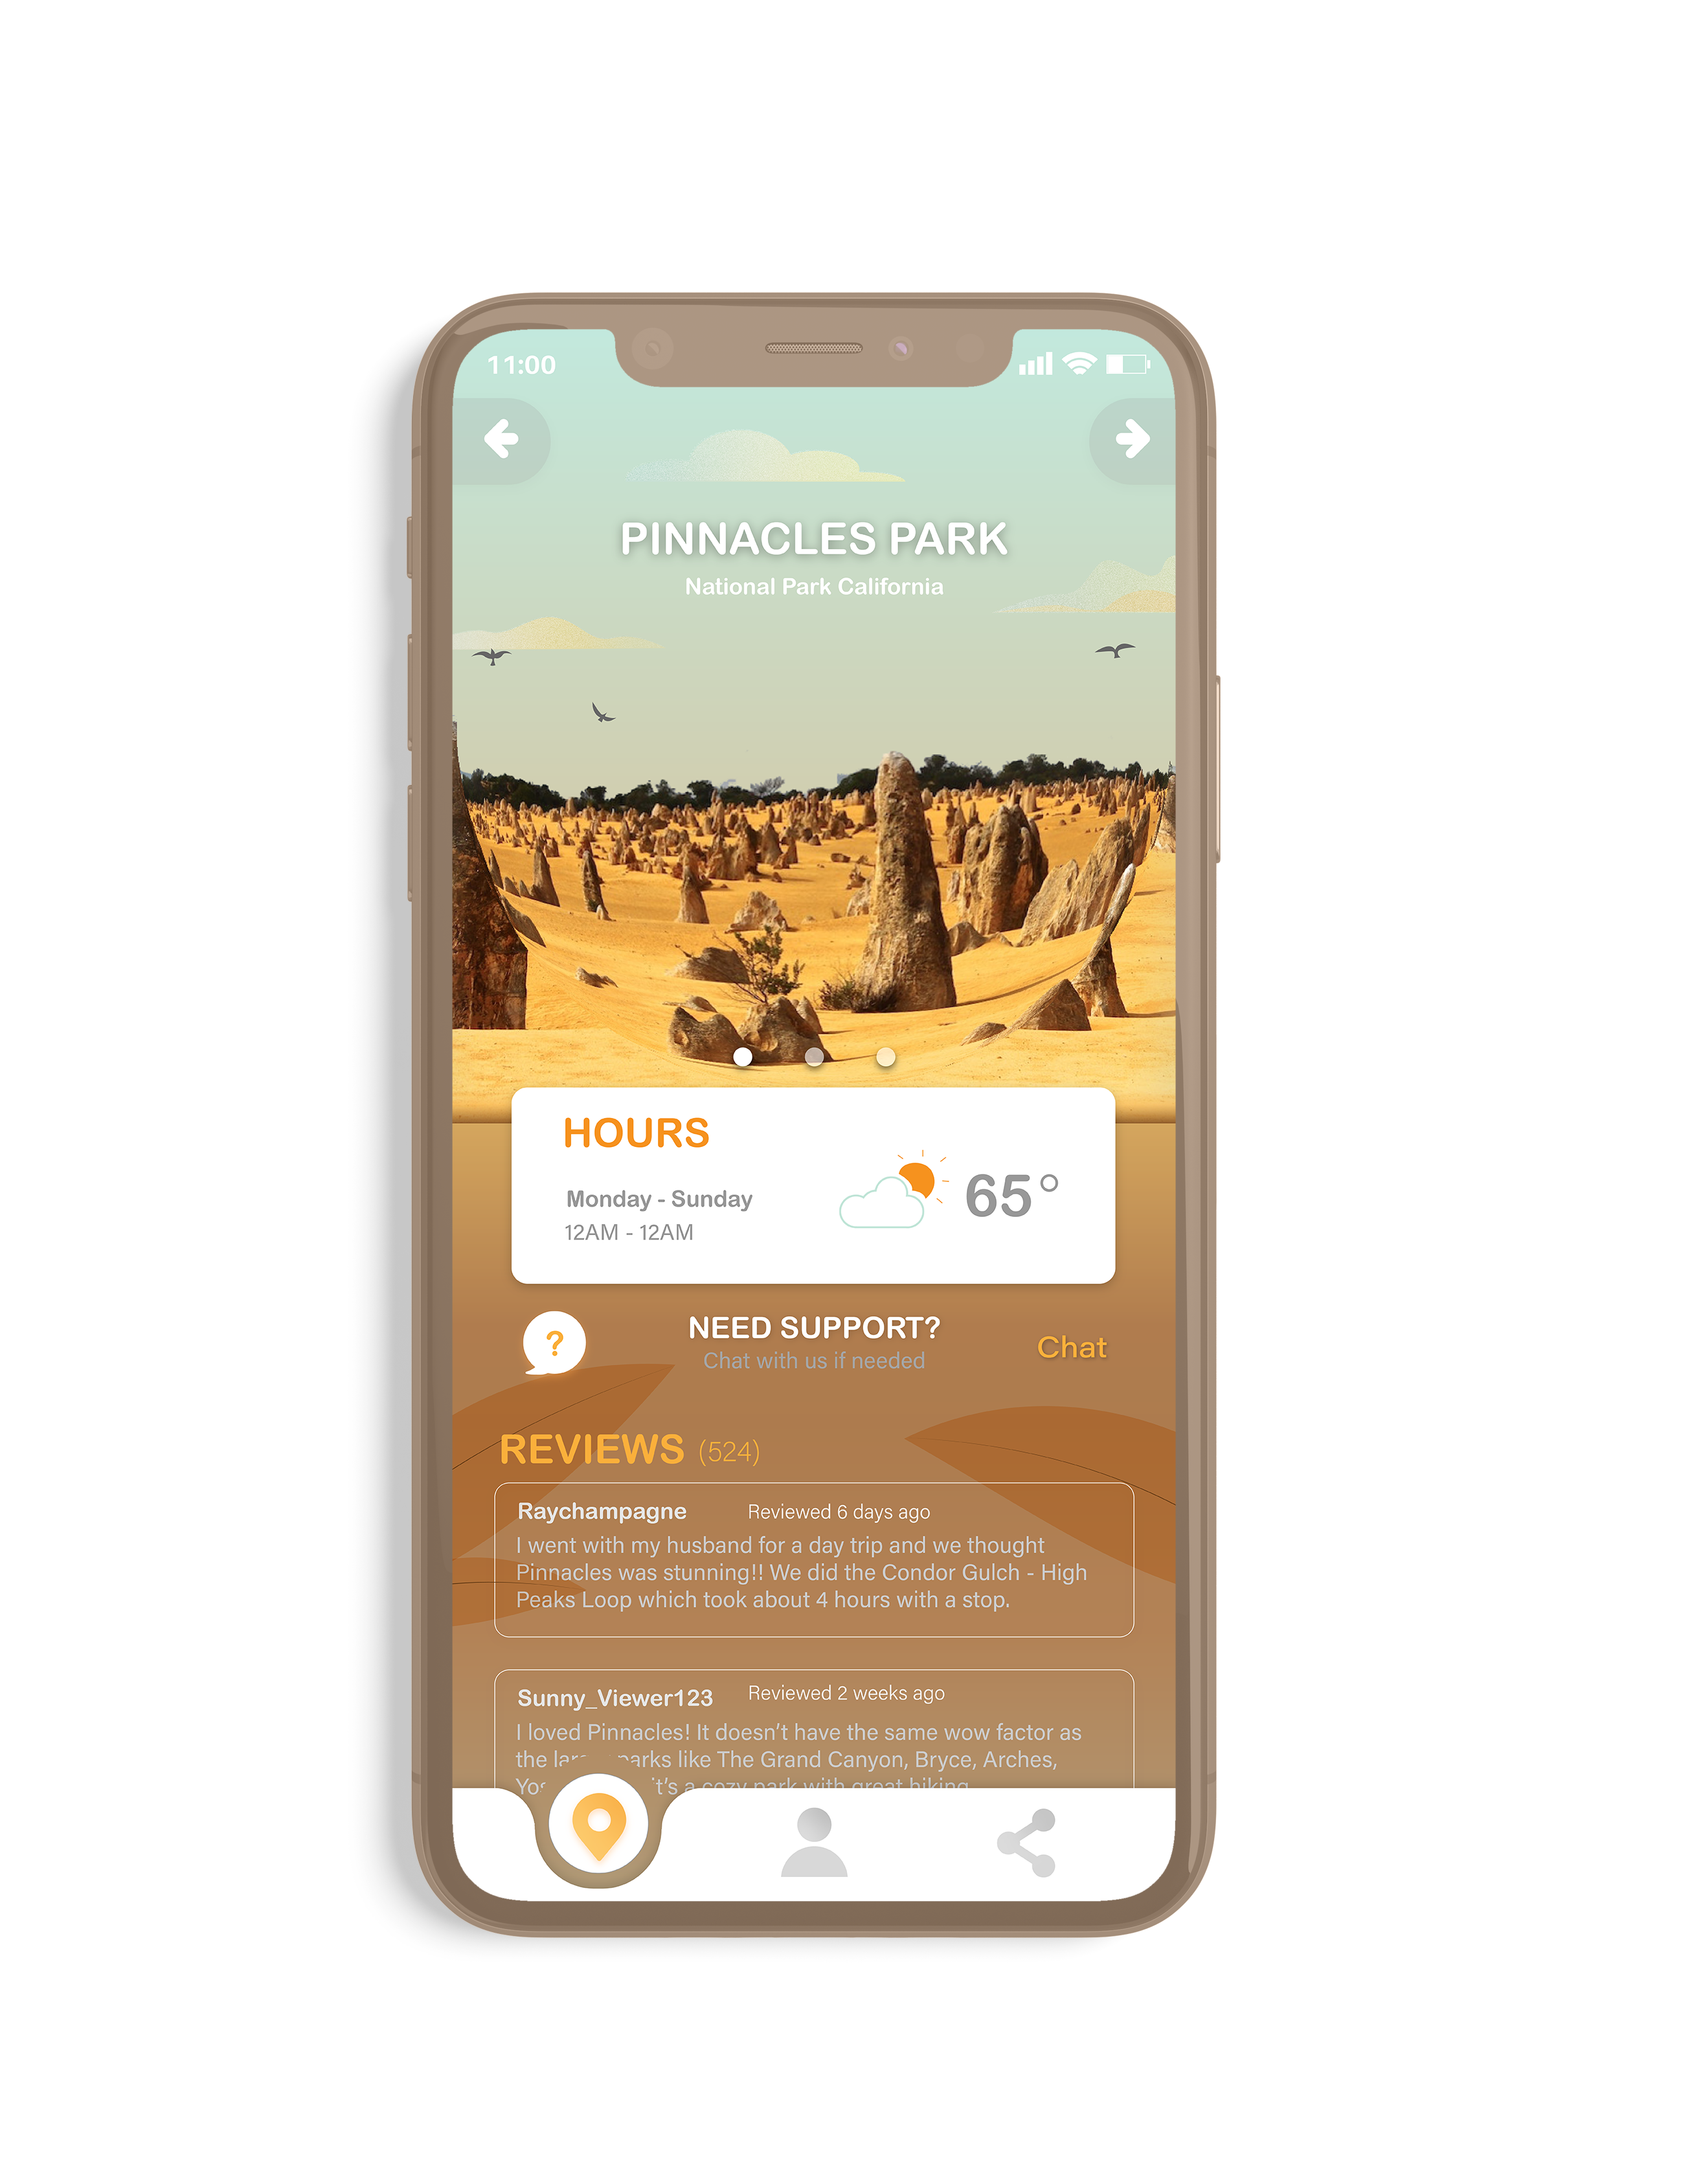 11:00
PINNACLES PARK
National Park California
HOURS
Monday - Sunday
12AM - 12AM
65°
?
NEED SUPPORT?
Chat with us if needed
Chat
REVIEWS (524)
Raychampagne Reviewed 6 days ago
I went with my husband for a day trip and we thought
Pinnacles was stunning!! We did the Condor Gulch - High
Peaks Loop which took about 4 hours with a stop.
Sunny_Viewer123 Reviewed 2 weeks ago
I loved Pinnacles! It doesn't have the same wow factor as
the parks like The Grand Canyon, Bryce, Arches,
it's a cozy park with great hiking